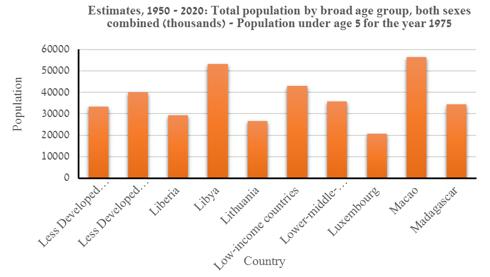 Estimates, 1950 - 2020: Total population by broad age group, both sexes
combined (thousands) - Population under age 5 for the year 1975
60000
50000
40000
30000
20000
10000
0
Population
Less Developed...
Less Developed...
Liberia
Libya
Lithuania
Low-income countries
Lower-middle-...
Luxembourg
Macao
Madagascar
Country